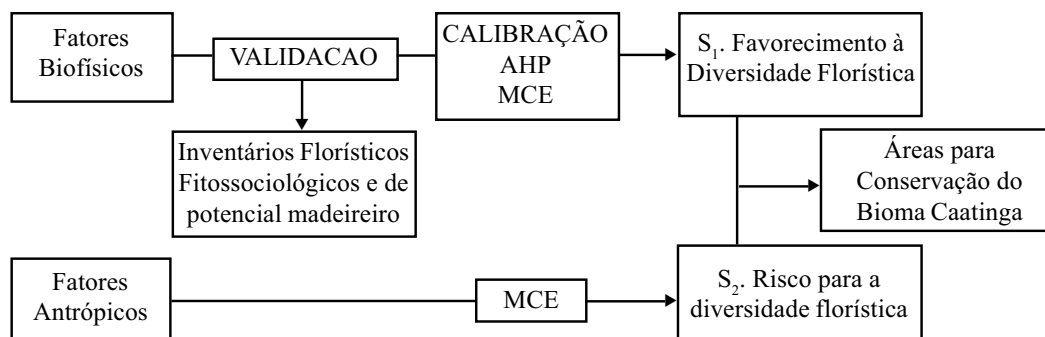 Fatores
Biofísicos
VALIDACAO
CALIBRAÇÃO
AHP
MCE
S₁. Favorecimento à
Diversidade Florística
Inventários Florísticos
Fitossociológicos e de
potencial madeireiro
Áreas para
Conservação do
Bioma Caatinga
Fatores
Antrópicos
MCE
S₂. Risco para a
diversidade florística